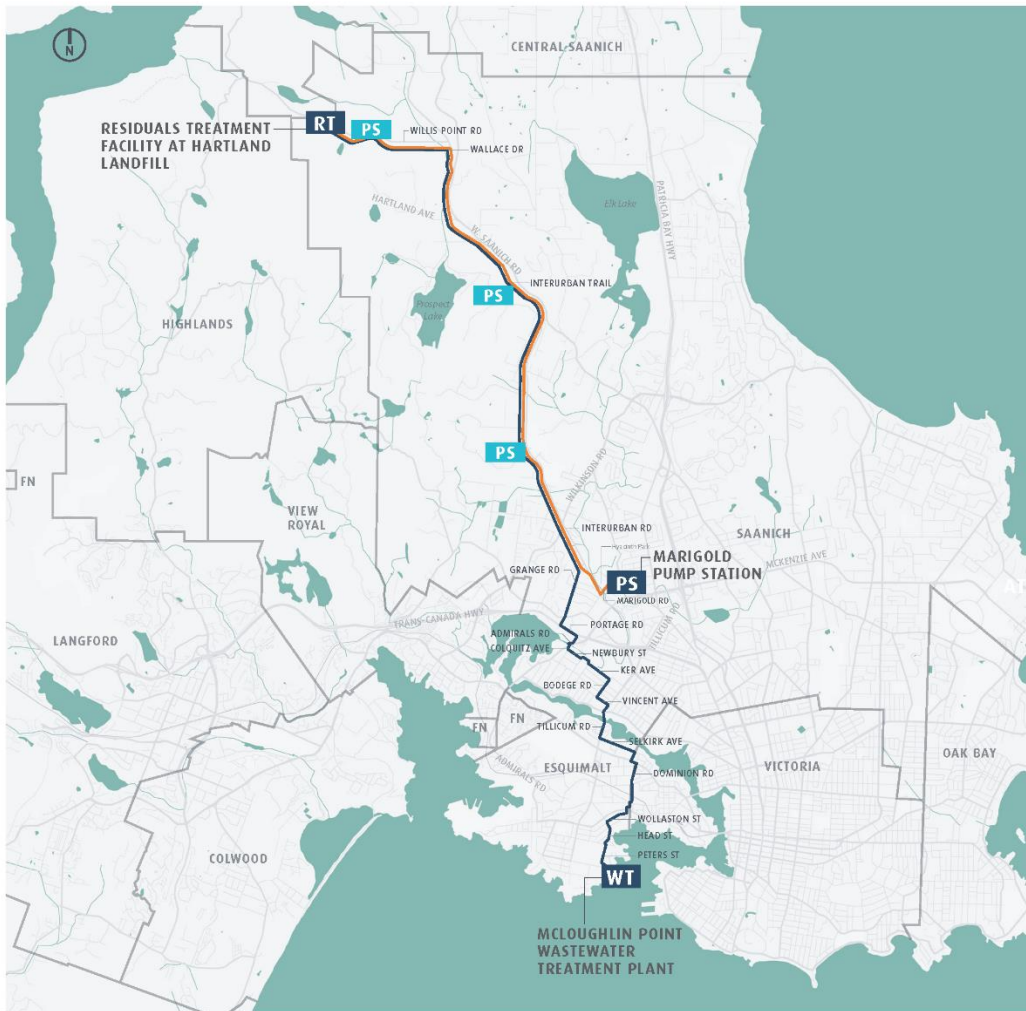 N
CENTRAL SAANICH
RT
RESIDUALS TREATMENT
FACILITY AT HARTLAND
LANDFILL
PS
WILLIS POINT RD
WALLACE DR
HARTLAND AVE
W. SAANICH RD
Elk Lake
PATRICIA BAY HWY
INTERURBAN TRAIL
PS
Prospect
Lake
HIGHLANDS
PS
FN
VIEW
ROYAL
WILKINSON RD
INTERURBAN RD
SAANICH
MCKENZIE AVE
Hyacinth Park
MARIGOLD
PUMP STATION
PS
GRANGE RD
MARIGOLD RD
TILLICUM RD
TRANS-CANADA HWY
PORTAGE RD
ADMIRALS RD
COLQUITZ AVE
NEWBURY ST
LANGFORD
KER AVE
BODEGE RD
VINCENT AVE
FN
FN
TILLICUM RD
SELKIRK AVE
ESQUIMALT
ADMIRALS RD
DOMINION RD
VICTORIA
OAK BAY
WOLLASTON ST
HEAD ST
PETERS ST
COLWOOD
WT
MCLOUGHLIN POINT
WASTEWATER
TREATMENT PLANT